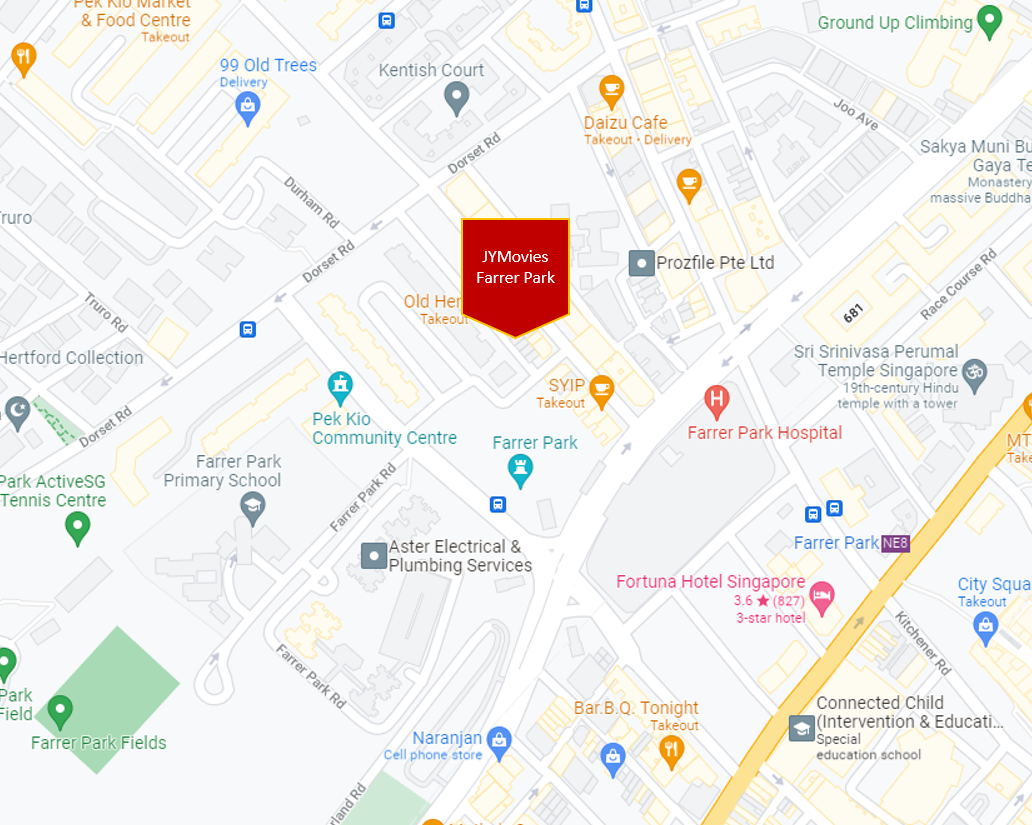 Pek Kio Market
& Food Centre
Takeout
Ground Up Climbing
99 Old Trees
Delivery
Kentish Court
Daizu Cafe
Takeout • Delivery
Joo Ave
Dorset Rd
Sakya Muni Bu
Gaya Te
Monastery
massive Buddha
Durham Rd
Truro
Dorset Rd
JYMovies
Farrer Park
Prozfile Pte Ltd
Race Course Rd
Old Her
Takeout
Truro Rd
681
Hertford Collection
Sri Srinivasa Perumal
Temple Singapore
19th-century Hindu
temple with a tower
SYIP
Takeout
Pek Kio
Community Centre
Dorset Rd
H
Farrer Park Hospital
Farrer Park
MT
Take
Farrer Park
Primary School
Park ActiveSG
Tennis Centre
Farrer Park Rd
Aster Electrical &
Plumbing Services
Farrer Park NE8
Fortuna Hotel Singapore
3.6 ★ (827)
3-star hotel
City Squa
Takeout
Kitchener Rd
Farrer Park Rd
Park
Field
Farrer Park Fields
Connected Child
(Intervention & Educati...
Special
education school
Bar.B.Q. Tonight
Takeout
Naranjan
Cell phone store
rland Rd